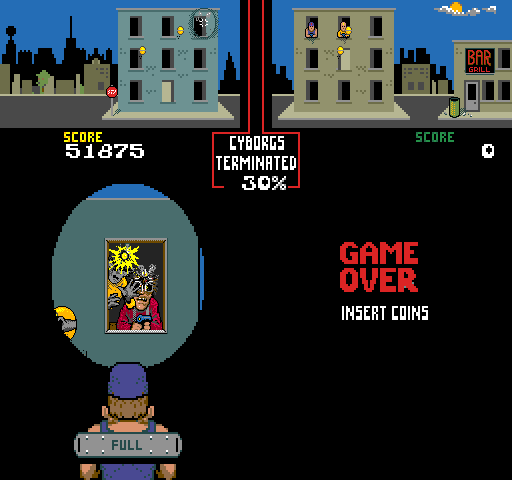 BAR
GRILL
SCORE
51875
CYBORGS
TERMINATED
30%
SCORE
0
GAME
OVER
INSERT COINS
FULL